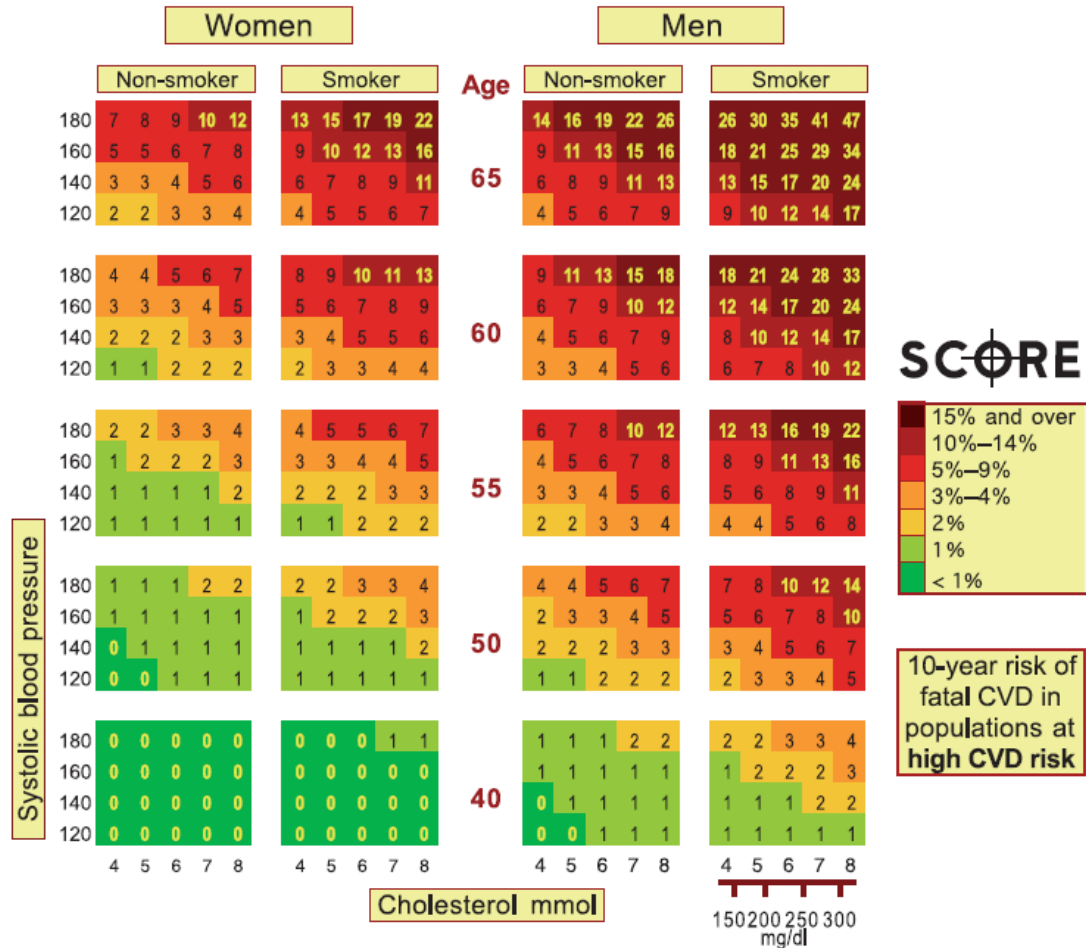 Women Men
Non-smoker Smoker Age Non-smoker Smoker
180 7 8 9 10 12 13 15 17 19 22 14 16 19 22 26 26 30 35 41 47
160 5 5 6 7 8 9 10 12 13 16 9 11 13 15 16 18 21 25 29 34
65
140 3 3 4 5 6 6 7 8 9 11 6 8 9 11 13 13 15 17 20 24
120 2 2 3 3 4 4 5 5 6 7 4 5 6 7 9 9 10 12 14 17
180 4 4 5 6 7 8 9 10 11 13 9 11 13 15 18 18 21 24 28 33
160 3 3 3 4 5 5 6 7 8 9 6 7 9 10 12 12 14 17 20 24
60
140 2 2 2 3 3 3 4 5 5 6 4 5 6 7 9 8 10 12 14 17
120 1 1 2 2 2 2 3 3 4 4 3 3 4 5 6 6 7 8 10 12
180 2 2 3 3 4 4 5 5 6 7 6 7 8 10 12 12 13 16 19 22
160 1 2 2 2 3 3 3 4 4 5 4 5 6 7 8 8 9 11 13 16
55
140 1 1 1 1 2 2 2 2 3 3 3 3 4 5 6 5 6 8 9 11
120 1 1 1 1 1 1 1 2 2 2 2 2 3 3 4 4 4 5 6 8
180 1 1 1 2 2 2 2 3 3 4 4 4 5 6 7 7 8 10 12 14
160 1 1 1 1 1 1 2 2 2 3 2 3 3 4 5 5 6 7 8 10
50
140 0 1 1 1 1 1 1 1 1 2 2 2 2 3 3 3 4 5 6 7
120 0 0 1 1 1 1 1 1 1 1 1 1 2 2 2 2 3 3 4 5
180 0 0 0 0 0 0 0 0 1 1 1 1 1 2 2 2 2 3 3 4
160 0 0 0 0 0 0 0 0 0 0 1 1 1 1 1 1 2 2 2 3
40
140 0 0 0 0 0 0 0 0 0 0 0 1 1 1 1 1 1 1 2 2
120 0 0 0 0 0 0 0 0 0 0 0 0 1 1 1 1 1 1 1 1
4 5 6 7 8 4 5 6 7 8 4 5 6 7 8 4 5 6 7 8
Systolic blood pressure
Cholesterol mmol
150 200 250 300
mg/dl
SCORE
15% and over
10%–14%
5%–9%
3%–4%
2%
1%
< 1%
10-year risk of
fatal CVD in
populations at
high CVD risk